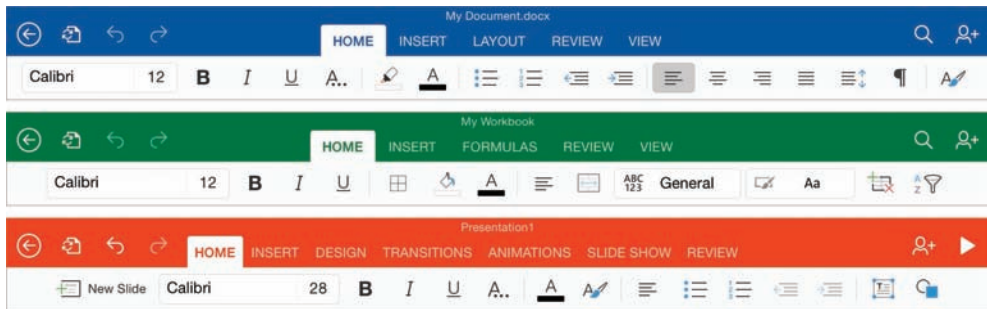 My Document.docx
HOME INSERT LAYOUT REVIEW VIEW
Calibri 12 B I U A.. A
My Workbook
HOME INSERT FORMULAS REVIEW VIEW
Calibri 12 B I U A ABC 123 General Aa
Presentation1
HOME INSERT DESIGN TRANSITIONS ANIMATIONS SLIDE SHOW REVIEW
New Slide Calibri 28 B I U A.. A